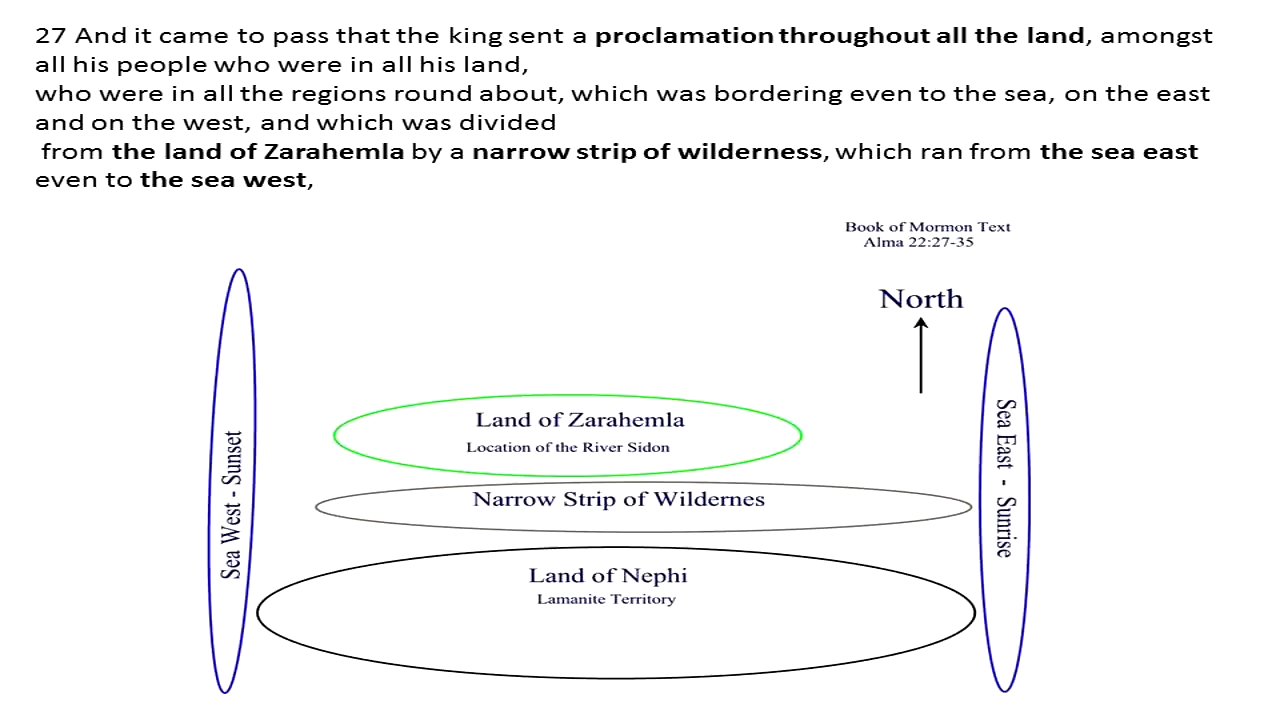 27 And it came to pass that the king sent a proclamation throughout all the land, amongst
all his people who were in all his land,
who were in all the regions round about, which was bordering even to the sea, on the east
and on the west, and which was divided
from the land of Zarahemla by a narrow strip of wilderness, which ran from the sea east
even to the sea west,
Book of Mormon Text
Alma 22:27-35
North
Sea West - Sunset
Land of Zarahemla
Location of the River Sidon
Narrow Strip of Wildernes
Land of Nephi
Lamanite Territory
Sea East - Sunrise